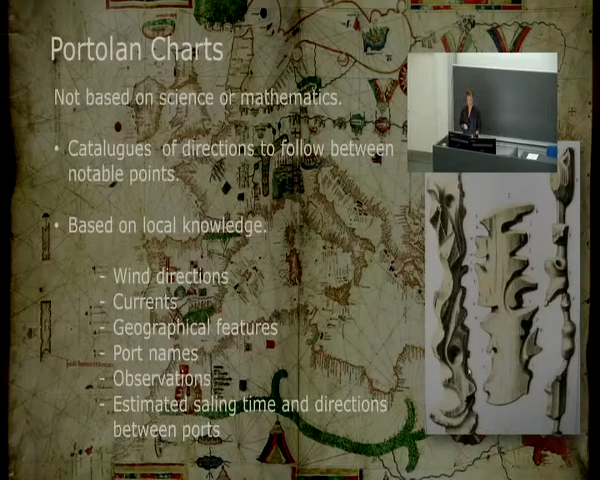 Portolan Charts
Not based on science or mathematics.
• Catalugues of directions to follow between
notable points.
• Based on local knowledge.
- Wind directions
- Currents
- Geographical features
- Port names
- Observations
- Estimated saling time and directions
between ports